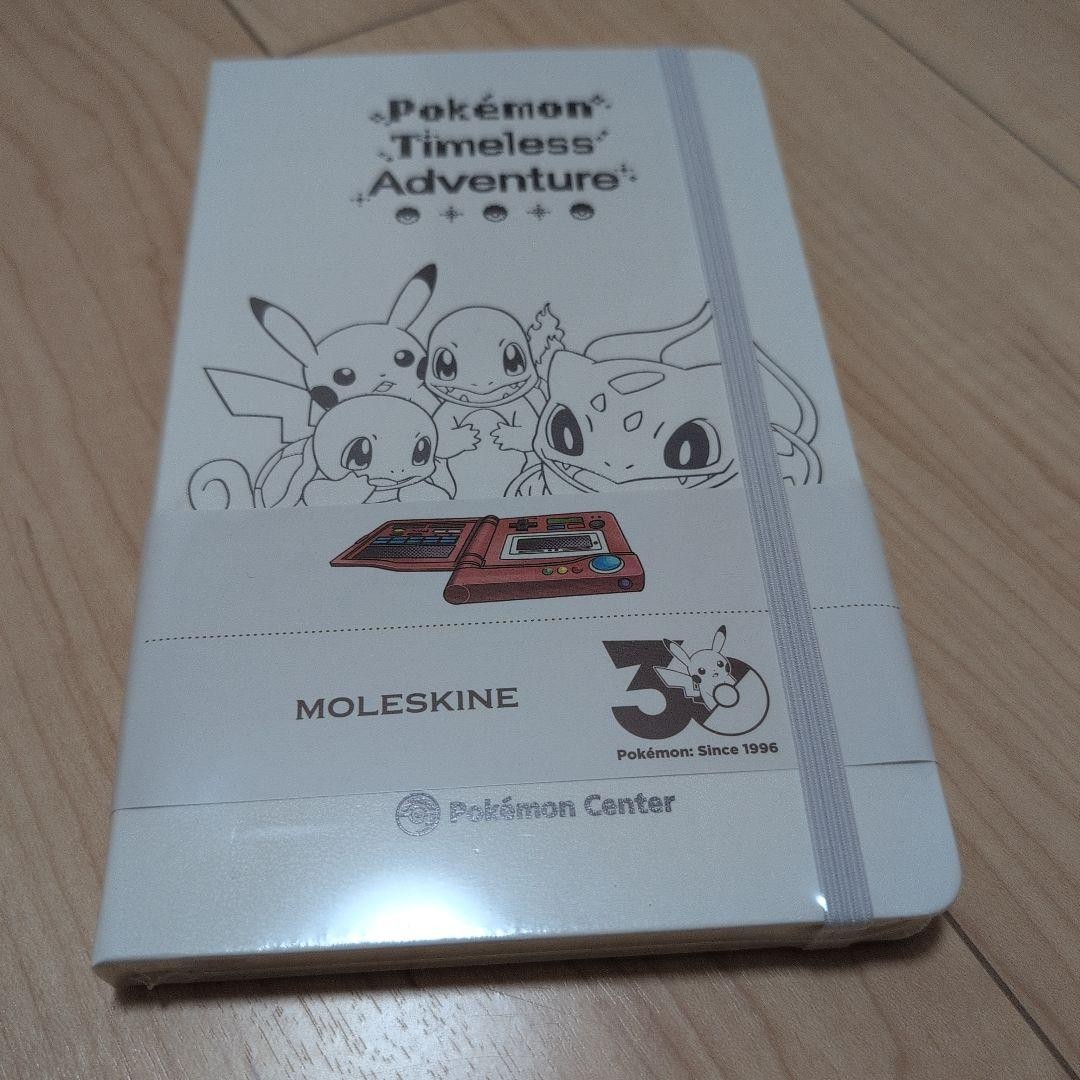 Pokémon
Timeless
Adventure
MOLESKINE
30
Pokémon: Since 1996
Pokémon Center